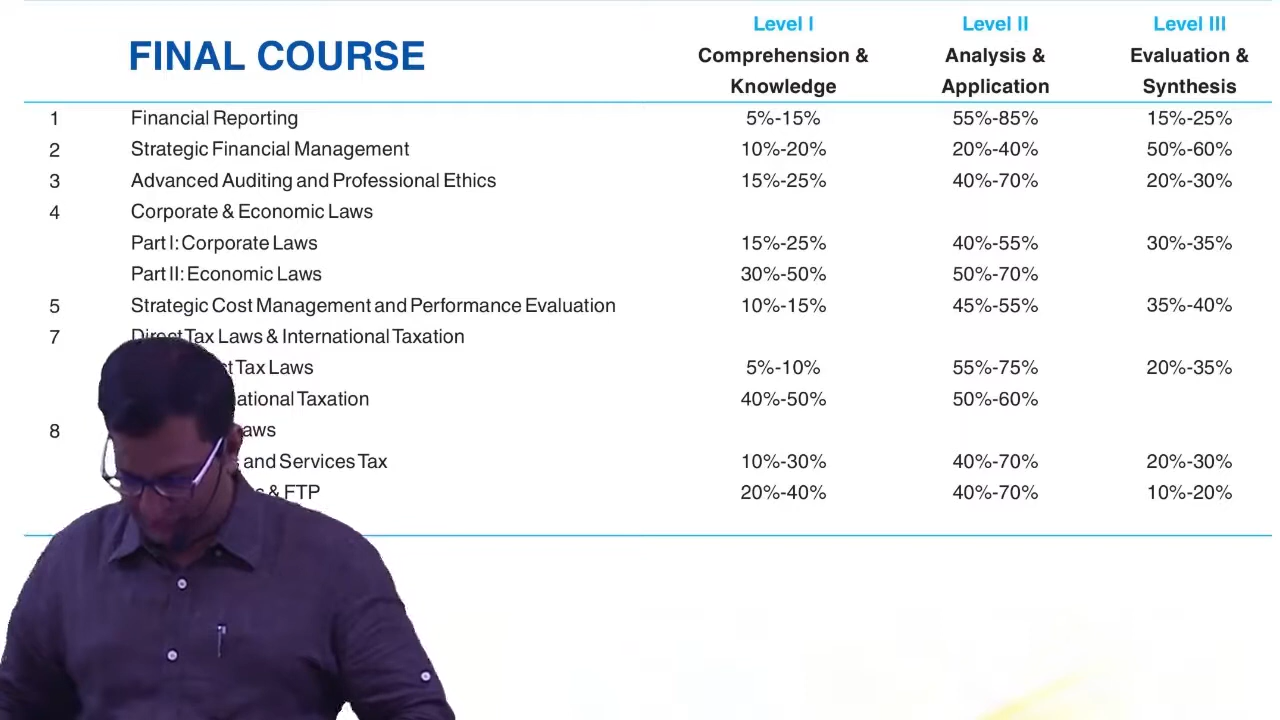 Level I Level II Level III
FINAL COURSE Comprehension & Analysis & Evaluation &
Knowledge Application Synthesis
1 Financial Reporting 5%-15% 55%-85% 15%-25%
2 Strategic Financial Management 10%-20% 20%-40% 50%-60%
3 Advanced Auditing and Professional Ethics 15%-25% 40%-70% 20%-30%
4 Corporate & Economic Laws
Part I: Corporate Laws 15%-25% 40%-55% 30%-35%
Part II: Economic Laws 30%-50% 50%-70%
5 Strategic Cost Management and Performance Evaluation 10%-15% 45%-55% 35%-40%
7 Direct Tax Laws & International Taxation
Tax Laws 5%-10% 55%-75% 20%-35%
Taxation 40%-50% 50%-60%
8
and Services Tax 10%-30% 40%-70% 20%-30%
& FTP 20%-40% 40%-70% 10%-20%